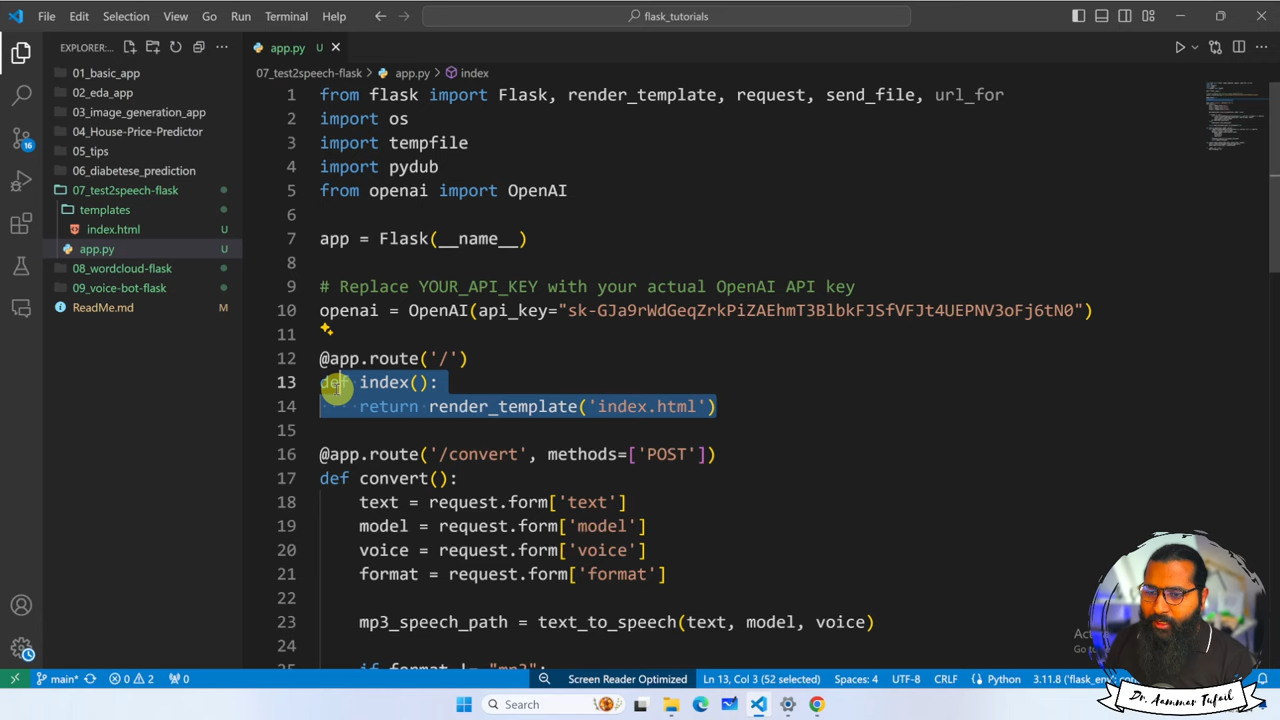 File Edit Selection View Go Run Terminal Help
flask_tutorials
EXPLORER:...
app.py U
01_basic_app
02_eda_app
03_image_generation_app
04_House-Price-Predictor
05_tips
06_diabetese_prediction
07_test2speech-flask
templates
index.html U
app.py U
08_wordcloud-flask
09_voice-bot-flask
ReadMe.md M
16
07_test2speech-flask > app.py > index
1 from flask import Flask, render_template, request, send_file, url_for
2 import os
3 import tempfile
4 import pydub
5 from openai import OpenAI
6
7 app = Flask(__name__)
8
9 # Replace YOUR_API_KEY with your actual OpenAI API key
10 openai = OpenAI(api_key="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")
11
12 @app.route('/')
13 def index():
14 return render_template('index.html')
15
16 @app.route('/convert', methods=['POST'])
17 def convert():
18 text = request.form['text']
19 model = request.form['model']
20 voice = request.form['voice']
21 format = request.form['format']
22
23 mp3_speech_path = text_to_speech(text, model, voice)
24
25 if format != "mp3":
main* 0 2 0 Screen Reader Optimized Ln 13, Col 3 (52 selected) Spaces: 4 UTF-8 CRLF Python 3.11.8 ('flask_env
Search
Dr. Aammar Tufail